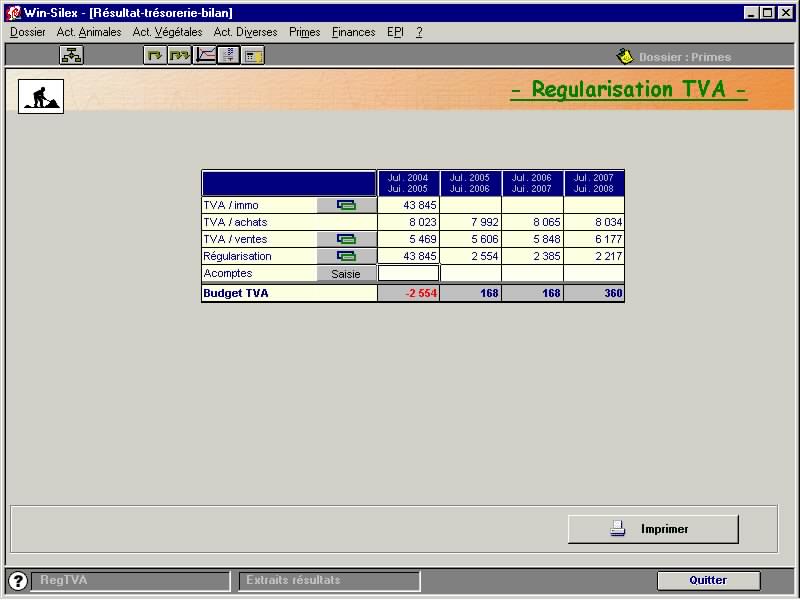 Win-Silex - [Résultat-trésorerie-bilan]
Dossier Act. Animales Act. Végétales Act. Diverses Primes Finances EPI ?
Dossier : Primes
- Regularisation TVA -
Jul. 2004 Jul. 2005 Jul. 2006 Jul. 2007
Jui. 2005 Jui. 2006 Jui. 2007 Jui. 2008
TVA / immo 43 845
TVA / achats 8 023 7 992 8 065 8 034
TVA / ventes 5 469 5 606 5 848 6 177
Régularisation 43 845 2 554 2 385 2 217
Acomptes Saisie
Budget TVA -2 554 168 168 360
Imprimer
? RegTVA Extraits résultats Quitter